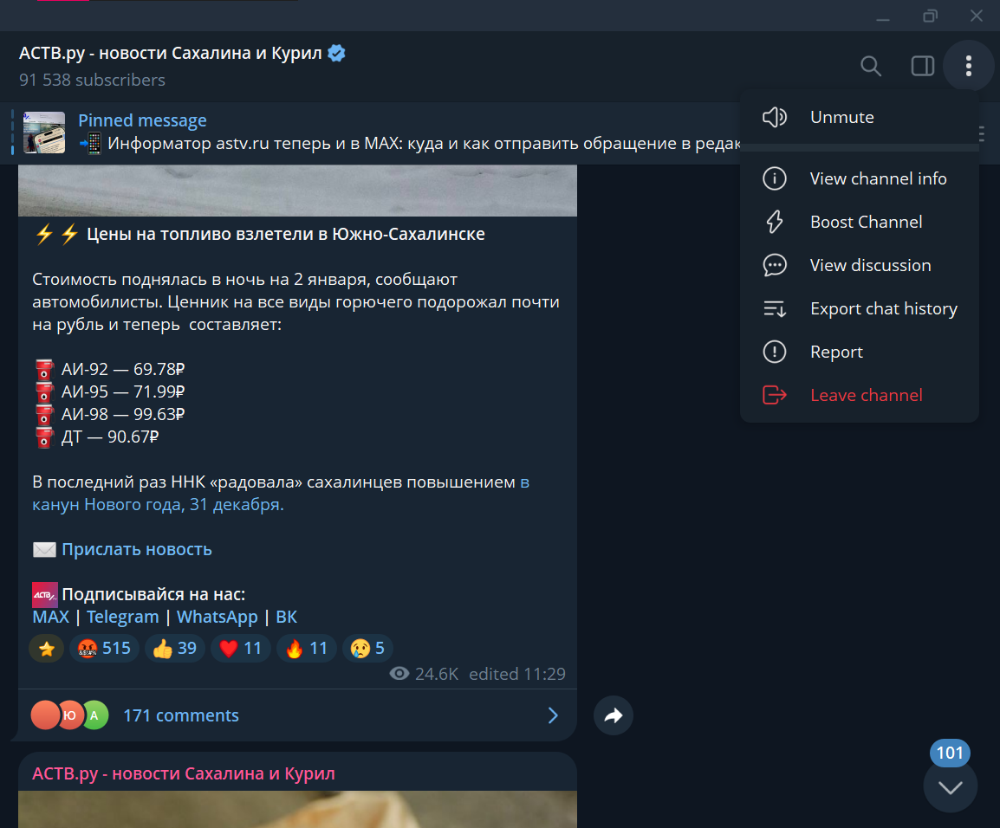 АСТВ.ру - новости Сахалина и Курил
91 538 subscribers
Pinned message
📲 Информатор astv.ru теперь и в MAX: куда и как отправить обращение в редак
Unmute
View channel info
Boost Channel
View discussion
Export chat history
Report
Leave channel
⚡⚡ Цены на топливо взлетели в Южно-Сахалинске
Стоимость поднялась в ночь на 2 января, сообщают
автомобилисты. Ценник на все виды горючего подорожал почти
на рубль и теперь  составляет:
АИ-92 — 69.78₽
АИ-95 — 71.99₽
АИ-98 — 99.63₽
ДТ — 90.67₽
В последний раз ННК «радовала» сахалинцев повышением в
канун Нового года, 31 декабря.
✉️ Прислать новость
АСТВ. Подписывайся на нас:
MAX | Telegram | WhatsApp | ВК
⭐ 🤬 515 👍 39 ❤️ 11 🔥 11 😢 5
24.6K edited 11:29
Ю А 171 comments
101
АСТВ.ру - новости Сахалина и Курил